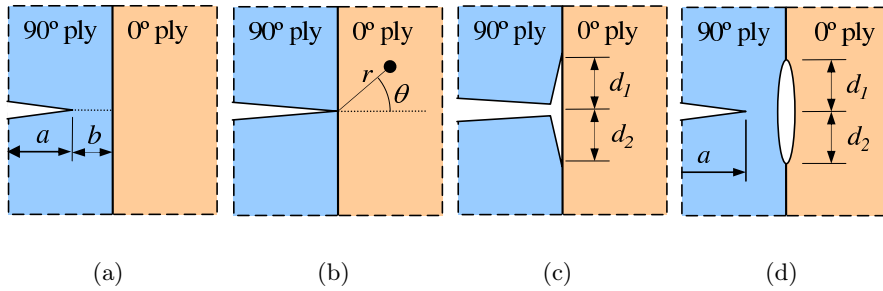 90º ply 0º ply
a
b
(a)
90º ply 0º ply
r
θ
(b)
90º ply 0º ply
d1
d2
(c)
90º ply 0º ply
a
d1
d2
(d)